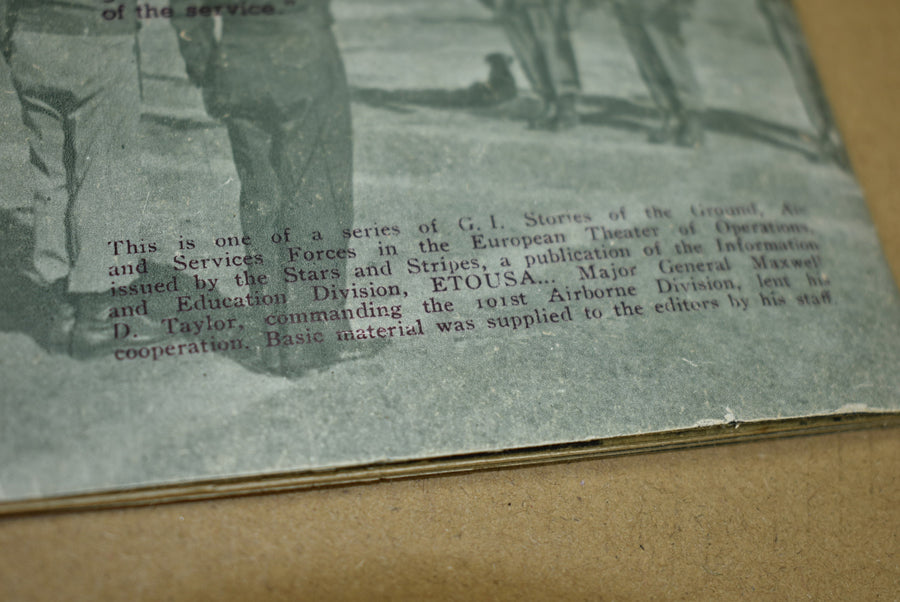 of the service."
This is one of a series of G. I. Stories of the Ground, Air
and Services Forces in the European Theater of Operations,
issued by the Stars and Stripes, a publication of the Information
and Education Division, ETOUSA... Major General Maxwell
D. Taylor, commanding the 101st Airborne Division, lent his
cooperation. Basic material was supplied to the editors by his staff.